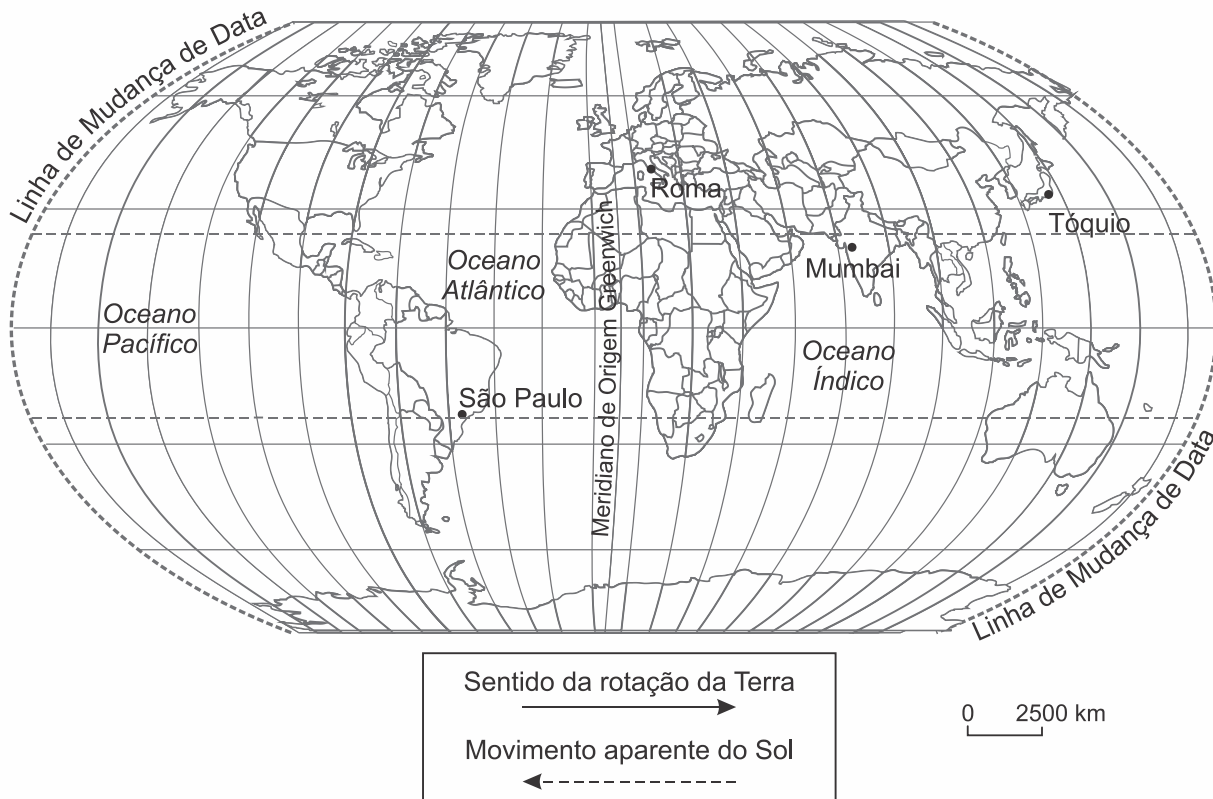 Linha de Mudança de Data
Roma
Tóquio
Mumbai
Oceano
Atlântico
Oceano
Pacífico
Meridiano de Origem Greenwich
Oceano
Índico
São Paulo
Linha de Mudança de Data
Sentido da rotação da Terra
Movimento aparente do Sol
0 2500 km